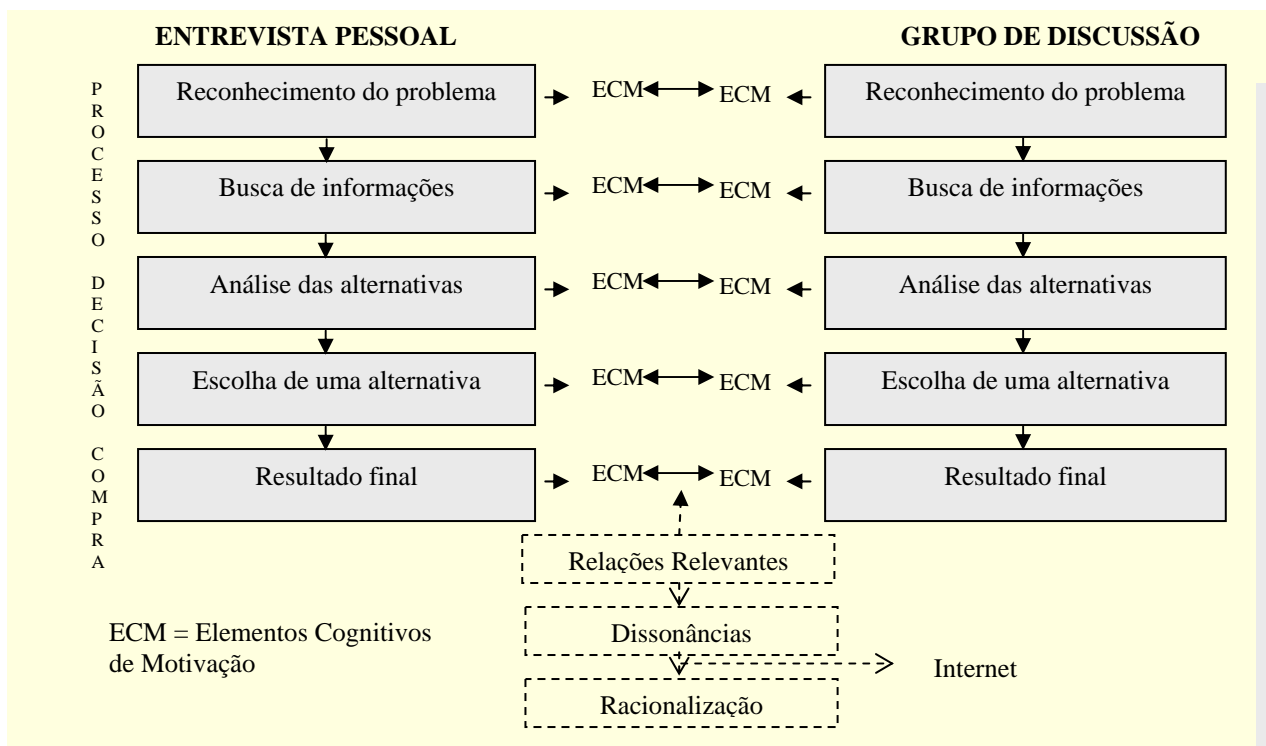 ENTREVISTA PESSOAL GRUPO DE DISCUSSÃO
PROCESSO DECISÃO COMPRA
Reconhecimento do problema ECM ECM Reconhecimento do problema
Busca de informações ECM ECM Busca de informações
Análise das alternativas ECM ECM Análise das alternativas
Escolha de uma alternativa ECM ECM Escolha de uma alternativa
Resultado final ECM ECM Resultado final
Relações Relevantes
Dissonâncias
Internet
Racionalização
ECM = Elementos Cognitivos
de Motivação